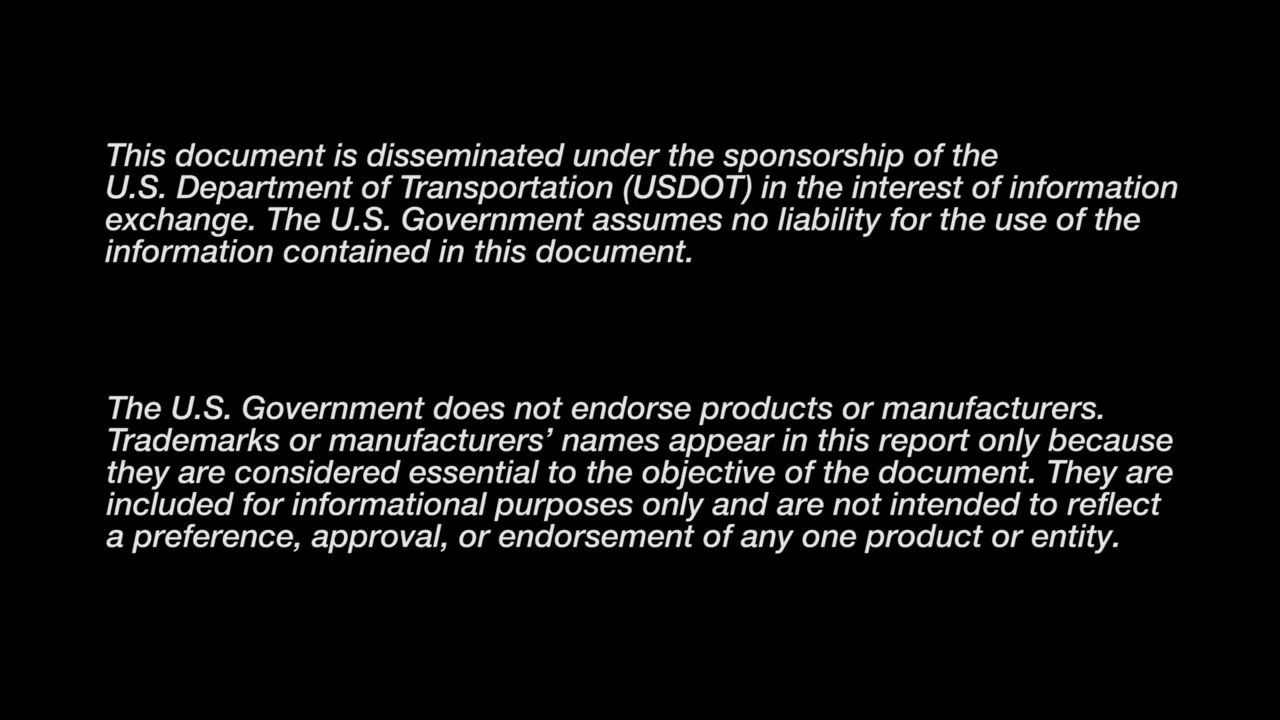 This document is disseminated under the sponsorship of the
U.S. Department of Transportation (USDOT) in the interest of information
exchange. The U.S. Government assumes no liability for the use of the
information contained in this document.
The U.S. Government does not endorse products or manufacturers.
Trademarks or manufacturers’ names appear in this report only because
they are considered essential to the objective of the document. They are
included for informational purposes only and are not intended to reflect
a preference, approval, or endorsement of any one product or entity.